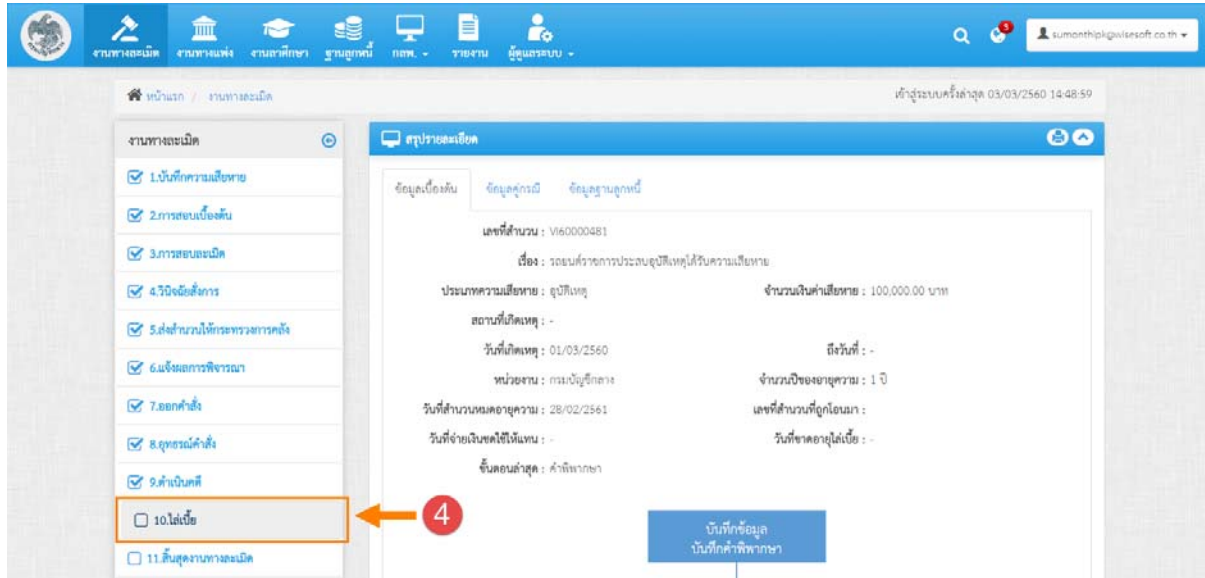 งานทางละเมิด งานทางแพ่ง งานอาศึกษา ฐานลูกหนี้ กลพ. รายงาน ผู้ดูแลระบบ
3
sumonthipk@wisesoft.co.th
หน้าแรก / งานทางละเมิด
เข้าสู่ระบบครั้งล่าสุด 03/03/2560 14:48:59
งานทางละเมิด
1.บันทึกความเสียหาย
2.การสอบเบื้องต้น
3.การสอบละเมิด
4.วินิจฉัยสั่งการ
5.ส่งสำนวนให้กระทรวงการคลัง
6.แจ้งผลการพิจารณา
7.ออกคำสั่ง
8.อุทธรณ์คำสั่ง
9.ดำเนินคดี
10.ไล่เบี้ย
11.สิ้นสุดงานทางละเมิด
4
สรุปรายละเอียด
ข้อมูลเบื้องต้น ข้อมูลคู่กรณี ข้อมูลฐานลูกหนี้
เลขที่สำนวน : VI60000481
เรื่อง : รถยนต์ราชการประสบอุบัติเหตุได้รับความเสียหาย
ประเภทความเสียหาย : อุบัติเหตุ จำนวนเงินค่าเสียหาย : 100,000.00 บาท
สถานที่เกิดเหตุ : -
วันที่เกิดเหตุ : 01/03/2560 ถึงวันที่ : -
หน่วยงาน : กรมบัญชีกลาง จำนวนปีของอายุความ : 1 ปี
วันที่สำนวนหมดอายุความ : 28/02/2561 เลขที่สำนวนที่ถูกโอนมา :
วันที่จ่ายเงินชดใช้ให้แทน : - วันที่ขาดอายุไล่เบี้ย : -
ขั้นตอนล่าสุด : คำพิพากษา
บันทึกข้อมูล
บันทึกคำพิพากษา